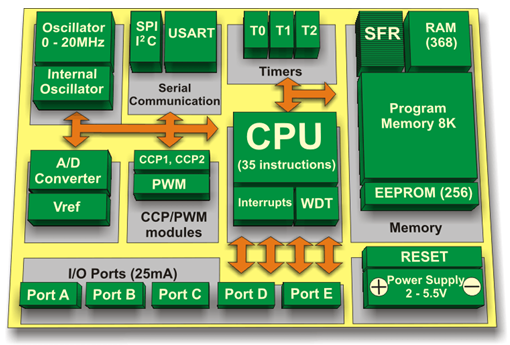 Oscillator
0 - 20MHz
Internal
Oscillator
SPI
I²C
USART
Serial
Communication
T0 T1 T2
Timers
SFR
RAM
(368)
Program
Memory 8K
EEPROM (256)
Memory
CPU
(35 instructions)
Interrupts
WDT
A/D
Converter
Vref
CCP1, CCP2
PWM
CCP/PWM
modules
I/O Ports (25mA)
Port A
Port B
Port C
Port D
Port E
RESET
Power Supply
+ 2 - 5.5V −